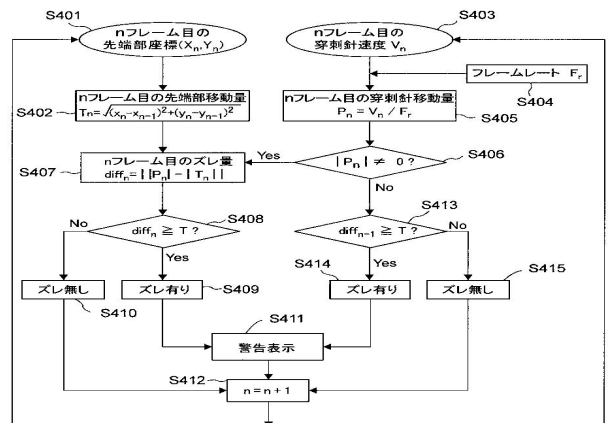 S401
nフレーム目の
先端部座標(Xn,Yn)
S403
nフレーム目の
穿刺針速度 Vn
フレームレート Fr
S404
nフレーム目の先端部移動量
Tn=√(xn-xn-1)²+(yn-yn-1)²
S402
nフレーム目の穿刺針移動量
Pn = Vn / Fr
S405
S407
nフレーム目のズレ量
diffn=||Pn|-|Tn||
Yes
|Pn| ≠ 0 ?
S406
No
S408
No
diffn ≧ T ?
Yes
S413
diffn-1 ≧ T ?
No
Yes
ズレ無し
S410
ズレ有り
S409
S414
ズレ有り
ズレ無し
S415
S411
警告表示
S412
n = n + 1